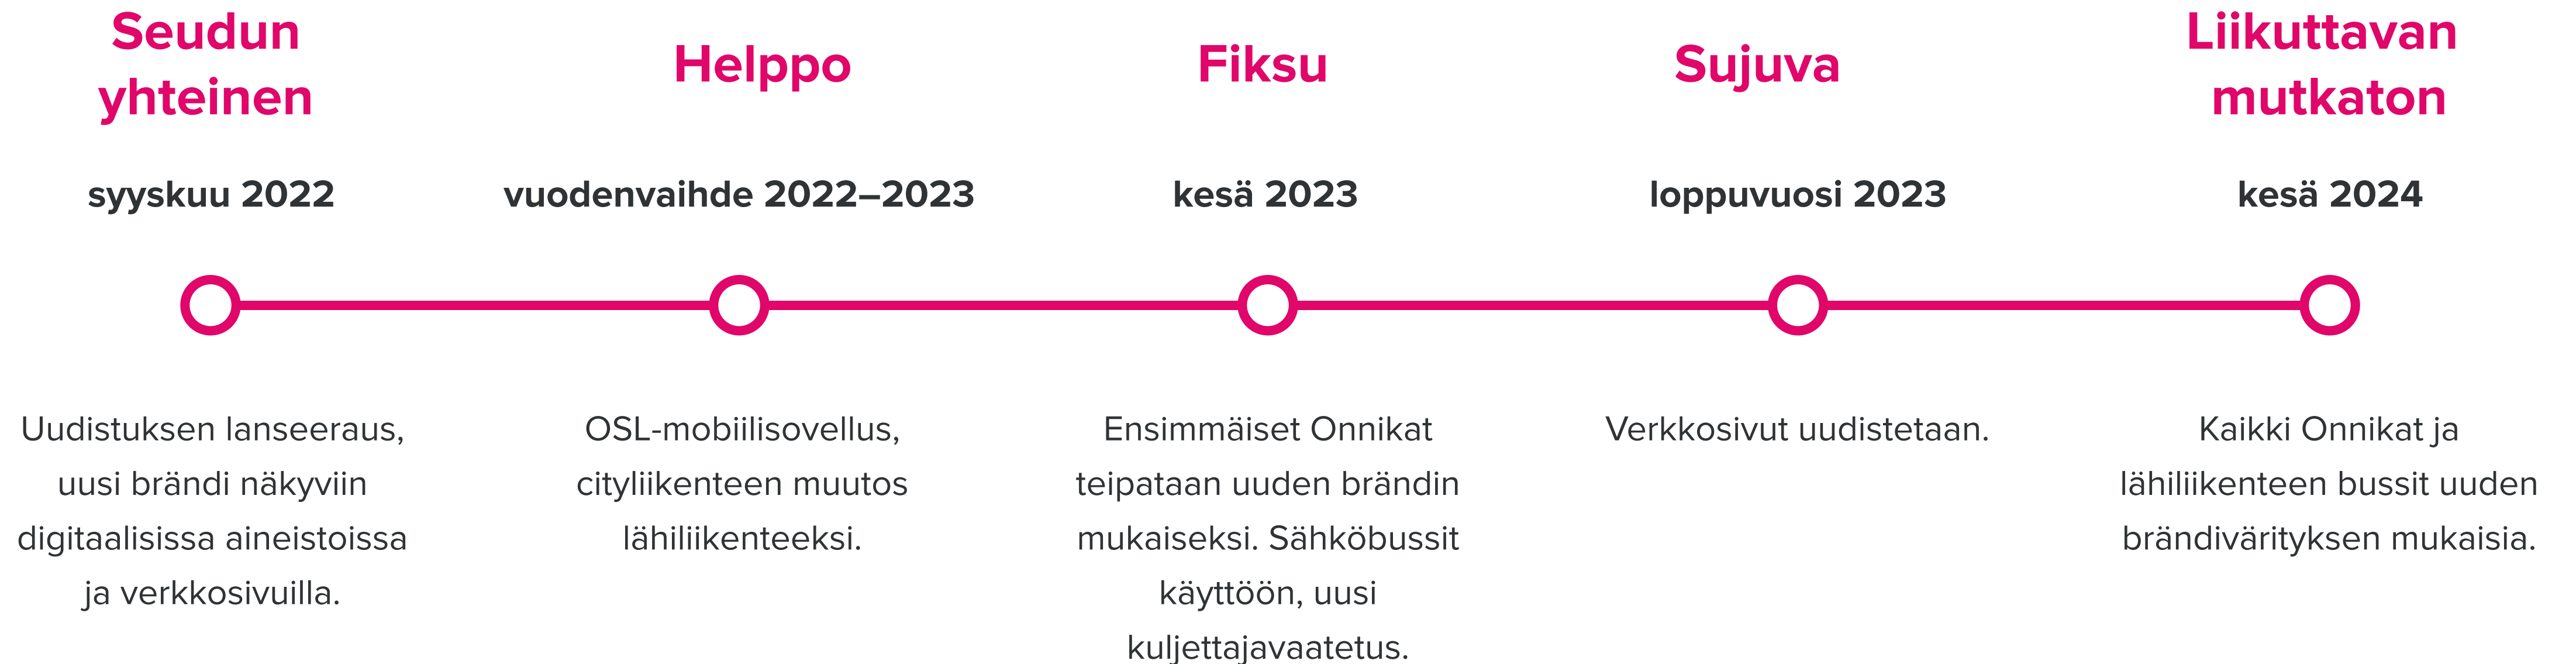 Seudun
yhteinen
syyskuu 2022
Uudistuksen lanseeraus,
uusi brändi näkyviin
digitaalisissa aineistoissa
ja verkkosivuilla.
Helppo
vuodenvaihde 2022–2023
OSL-mobiilisovellus,
cityliikenteen muutos
lähiliikenteeksi.
Fiksu
kesä 2023
Ensimmäiset Onnikat
teipataan uuden brändin
mukaiseksi. Sähköbussit
käyttöön, uusi
kuljettajavaatetus.
Sujuva
loppuvuosi 2023
Verkkosivut uudistetaan.
Liikuttavan
mutkaton
kesä 2024
Kaikki Onnikat ja
lähiliikenteen bussit uuden
brändivärityksen mukaisia.